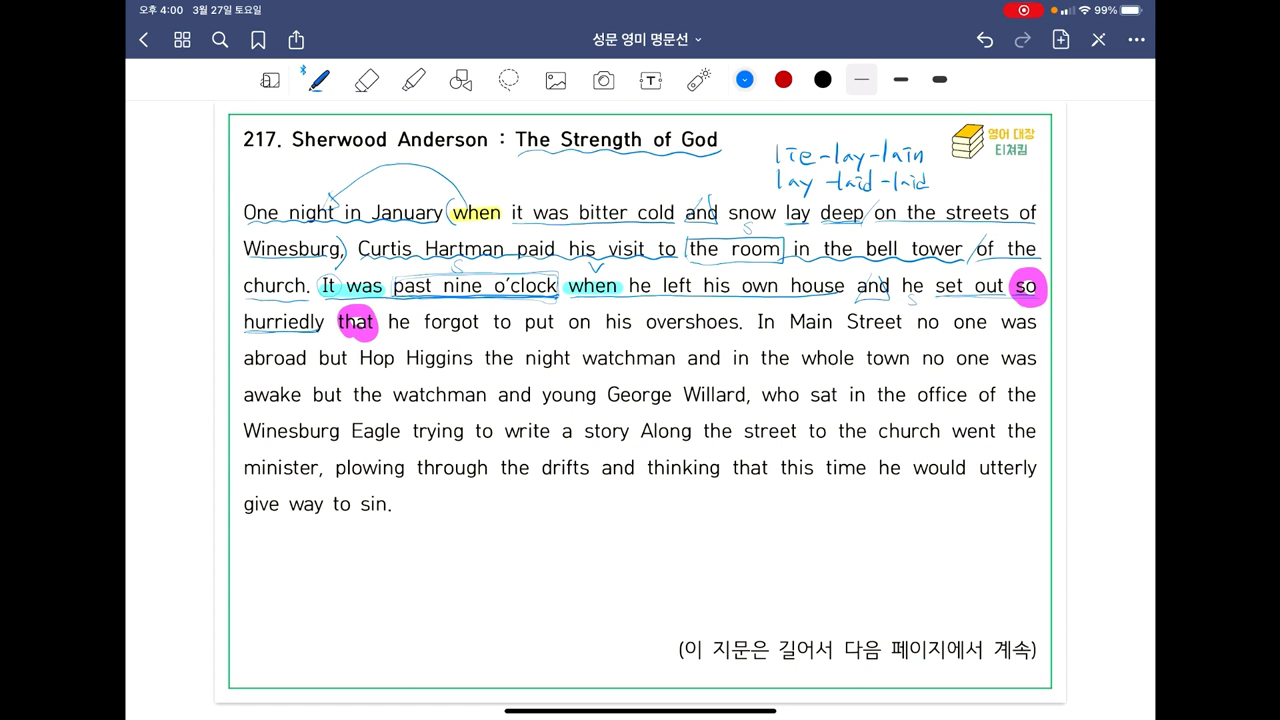 오후 4:00 3월 27일 토요일
99%
성문 영미 명문선
217. Sherwood Anderson : The Strength of God
영어 대장
티쳐킴
lie-lay-lain
lay-laid-laid
One night in January when it was bitter cold and snow lay deep on the streets of
Winesburg, Curtis Hartman paid his visit to the room in the bell tower of the
church. It was past nine o'clock when he left his own house and he set out so
hurriedly that he forgot to put on his overshoes. In Main Street no one was
abroad but Hop Higgins the night watchman and in the whole town no one was
awake but the watchman and young George Willard, who sat in the office of the
Winesburg Eagle trying to write a story Along the street to the church went the
minister, plowing through the drifts and thinking that this time he would utterly
give way to sin.
(이 지문은 길어서 다음 페이지에서 계속)